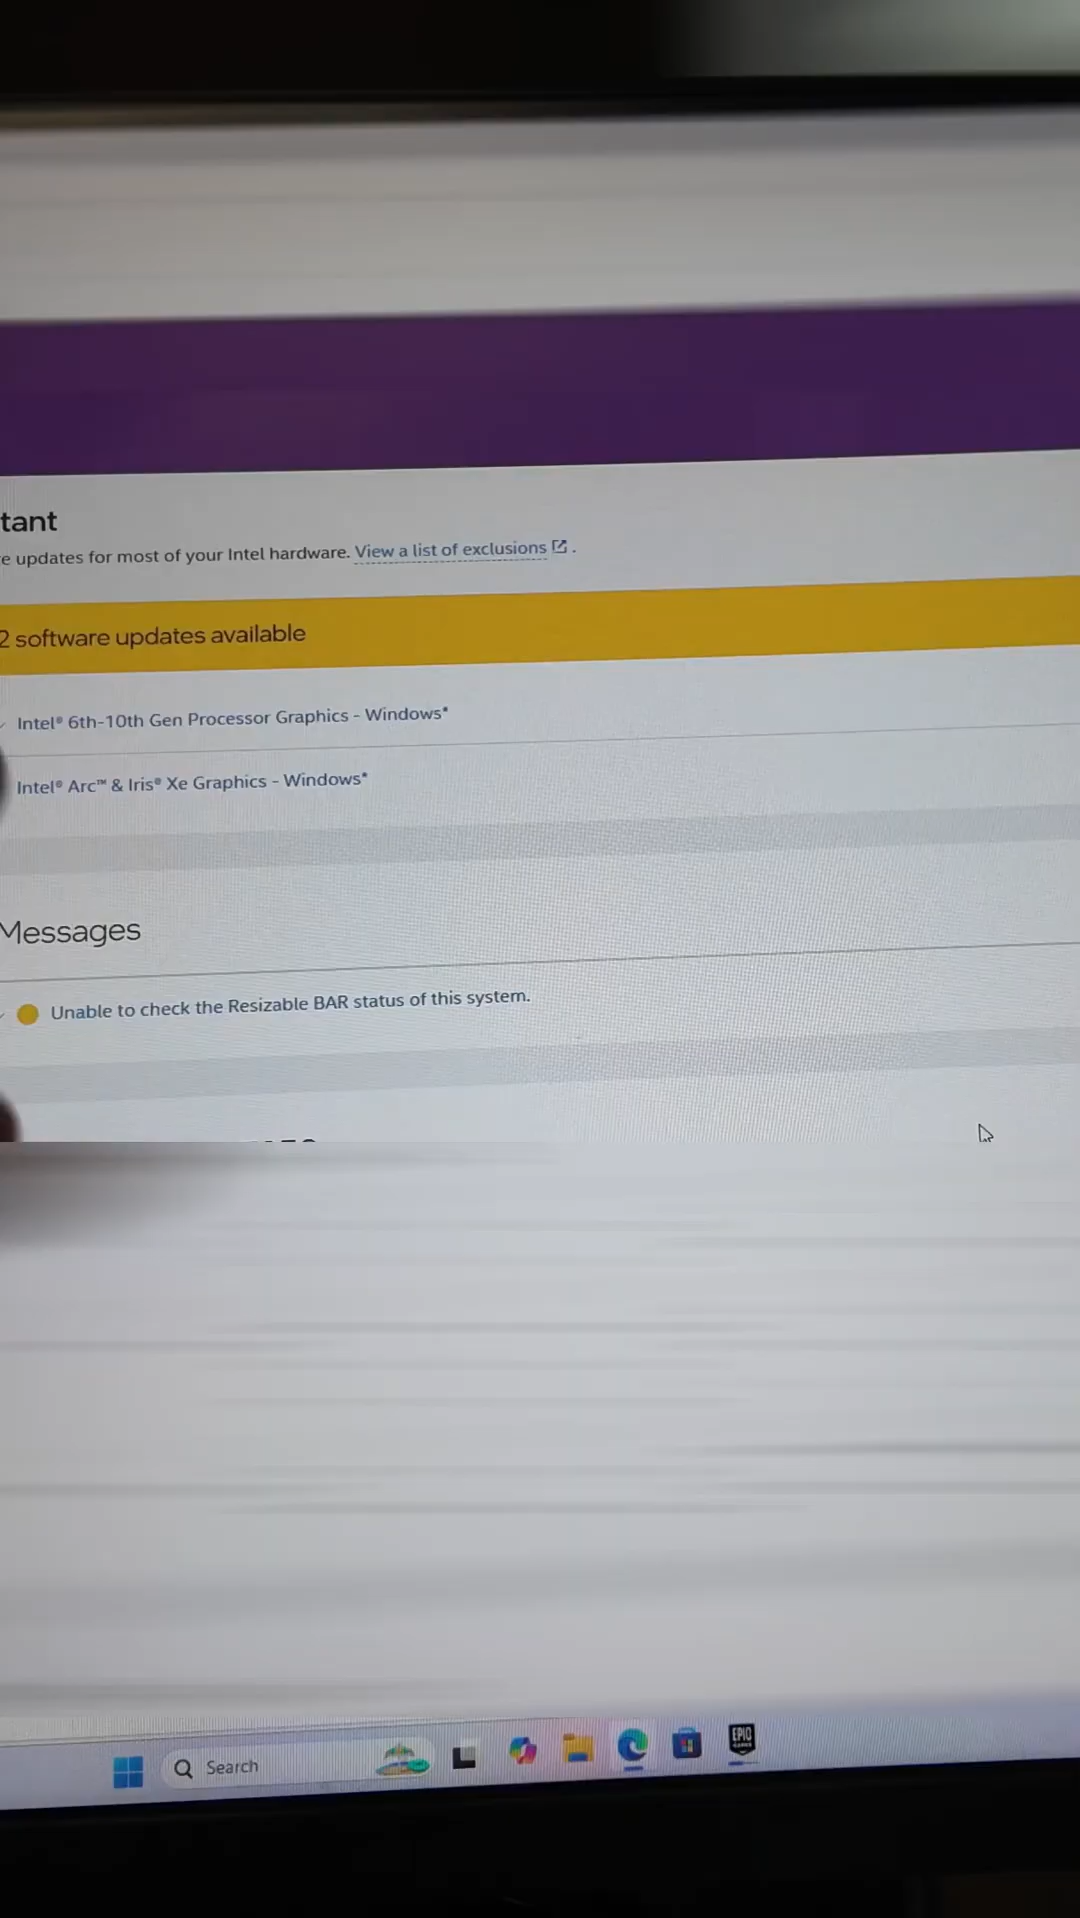 tant
e updates for most of your Intel hardware. View a list of exclusions .
2 software updates available
Intel® 6th-10th Gen Processor Graphics - Windows*
Intel® Arc™ & Iris® Xe Graphics - Windows*
Messages
Unable to check the Resizable BAR status of this system.
Search
EPIC
GAMES